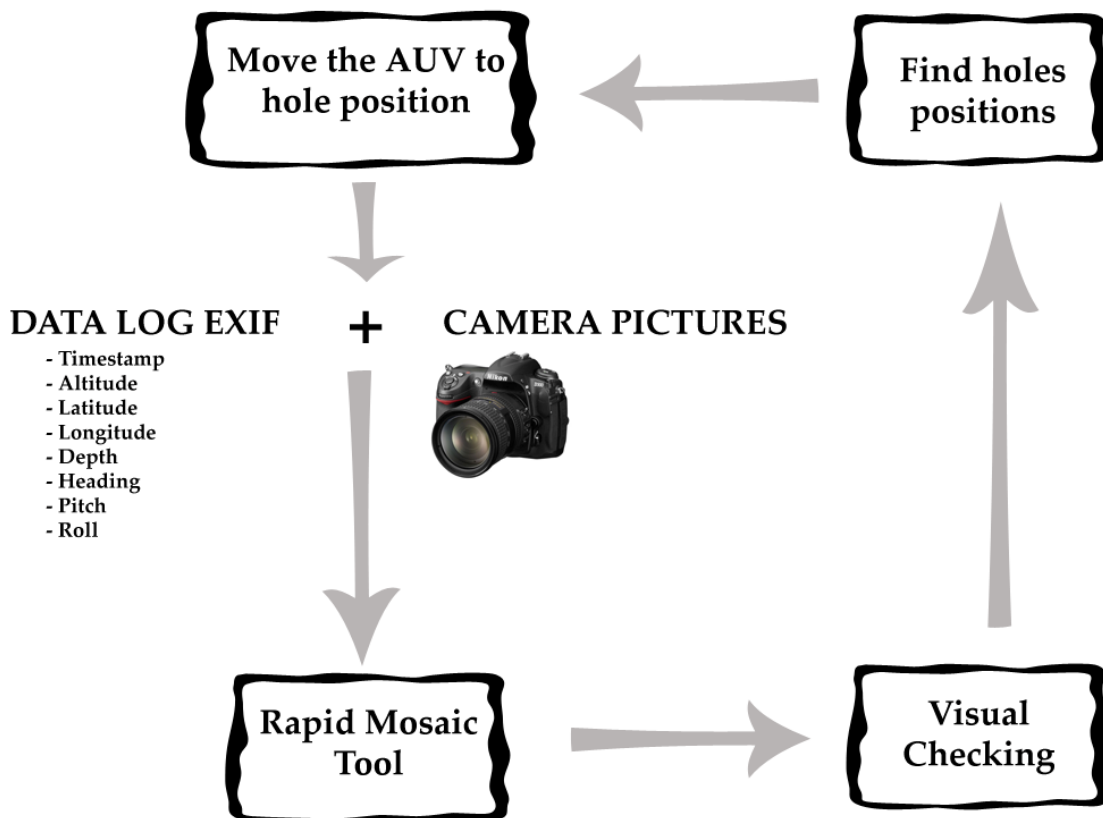 Move the AUV to
hole position
Find holes
positions
DATA LOG EXIF
+
CAMERA PICTURES
- Timestamp
- Altitude
- Latitude
- Longitude
- Depth
- Heading
- Pitch
- Roll
Nikon
Rapid Mosaic
Tool
Visual
Checking